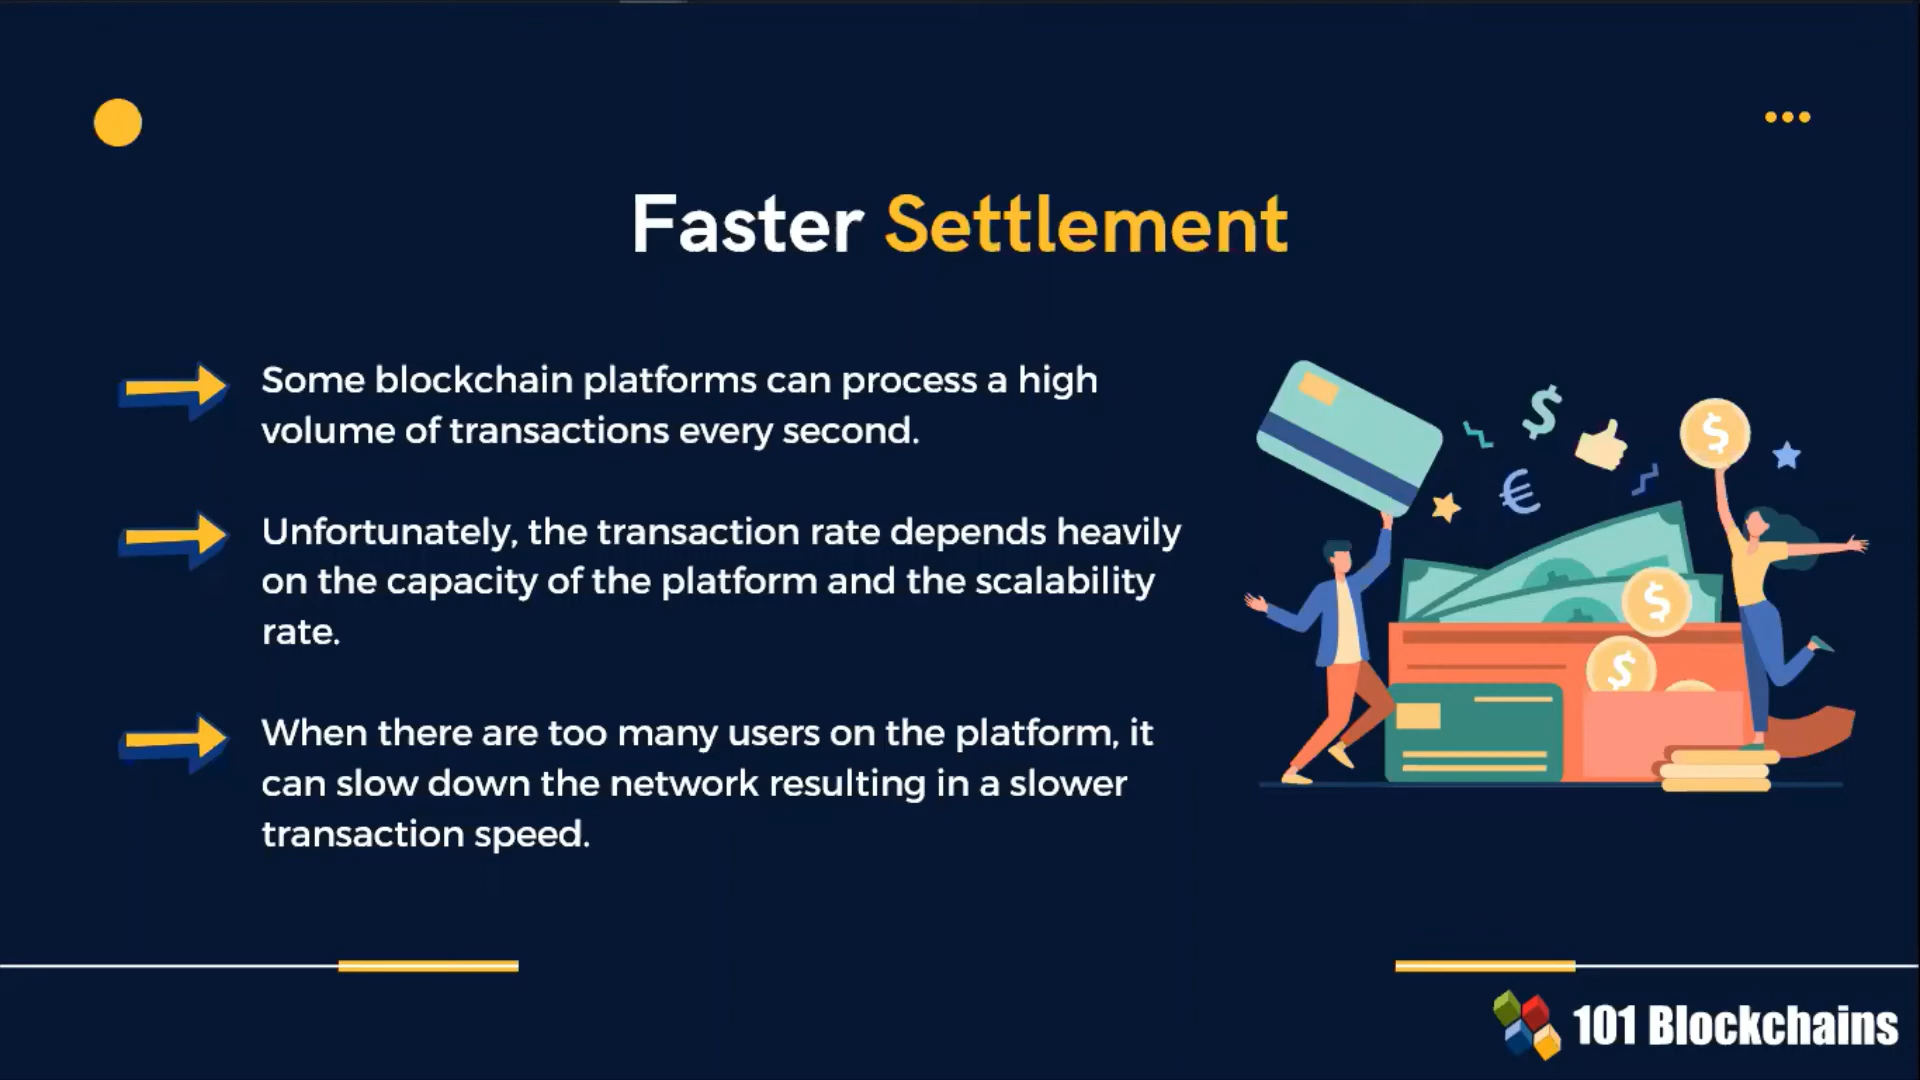 Faster Settlement
Some blockchain platforms can process a high
volume of transactions every second.
Unfortunately, the transaction rate depends heavily
on the capacity of the platform and the scalability
rate.
When there are too many users on the platform, it
can slow down the network resulting in a slower
transaction speed.
$
€
$
$
$
101 Blockchains